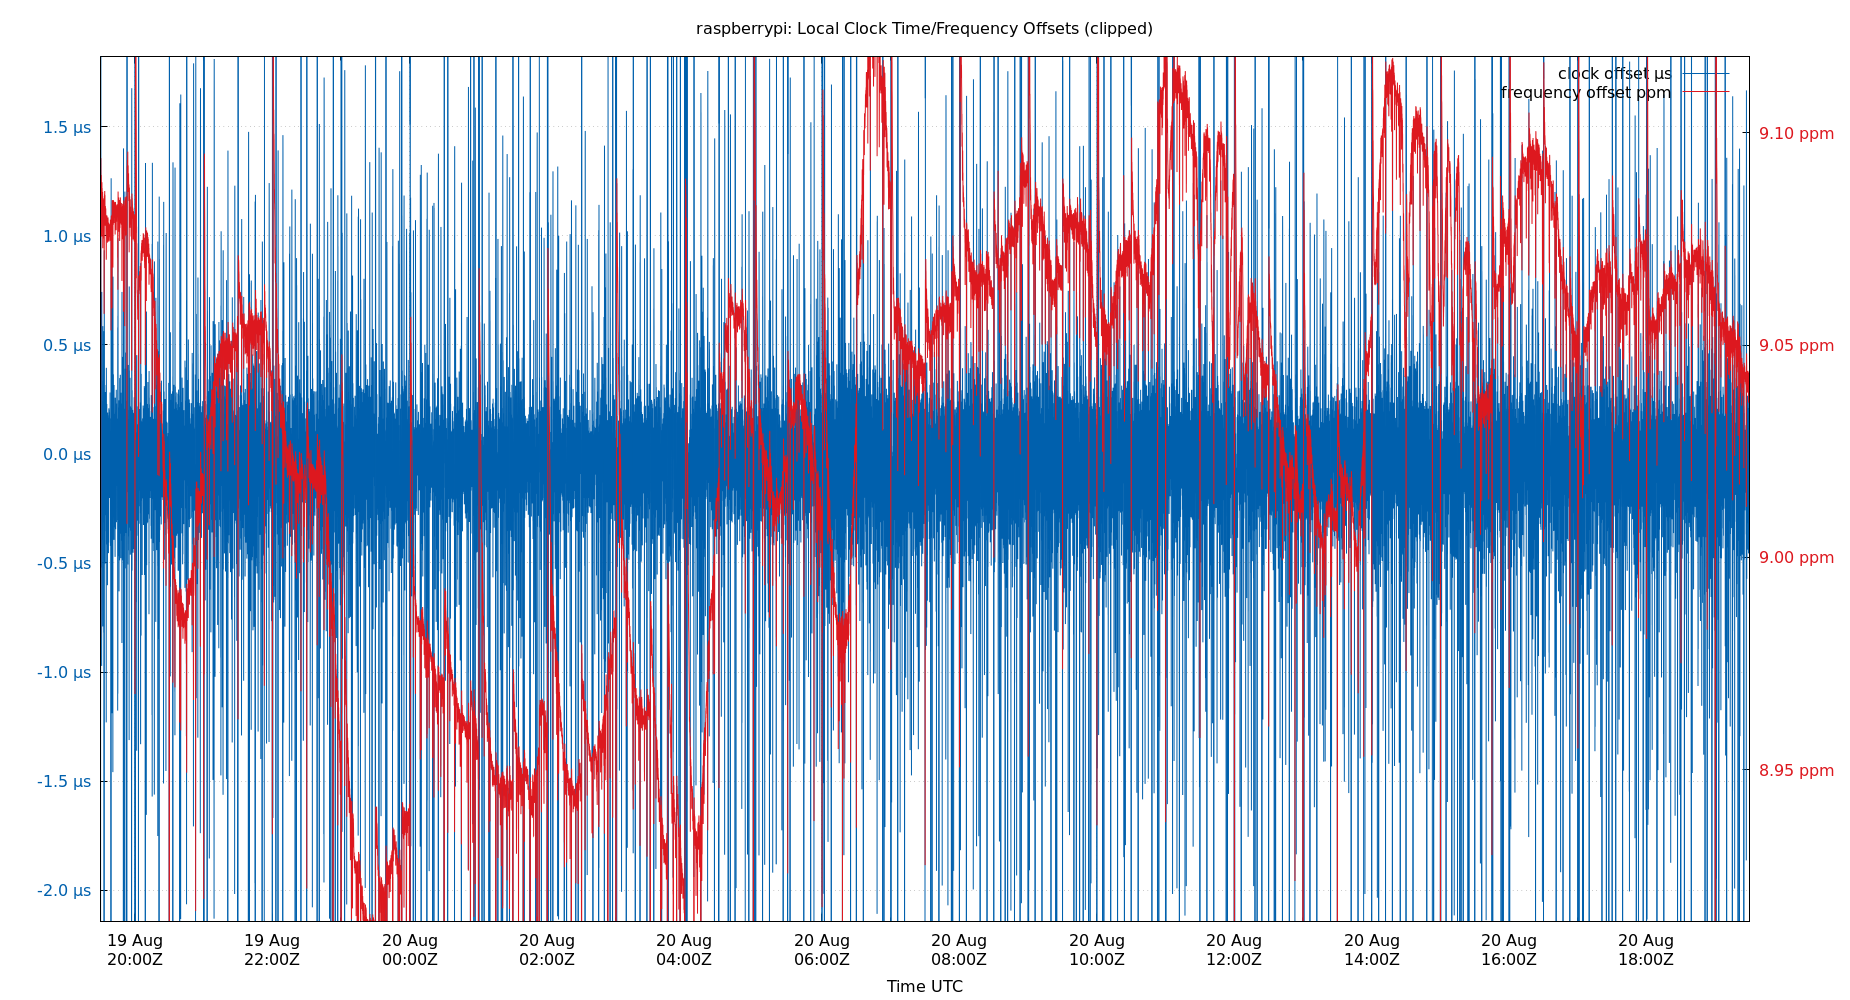 raspberrypi: Local Clock Time/Frequency Offsets (clipped)
clock offset µs
frequency offset ppm
1.5 µs
1.0 µs
0.5 µs
0.0 µs
-0.5 µs
-1.0 µs
-1.5 µs
-2.0 µs
9.10 ppm
9.05 ppm
9.00 ppm
8.95 ppm
19 Aug
20:00Z
19 Aug
22:00Z
20 Aug
00:00Z
20 Aug
02:00Z
20 Aug
04:00Z
20 Aug
06:00Z
20 Aug
08:00Z
20 Aug
10:00Z
20 Aug
12:00Z
20 Aug
14:00Z
20 Aug
16:00Z
20 Aug
18:00Z
Time UTC